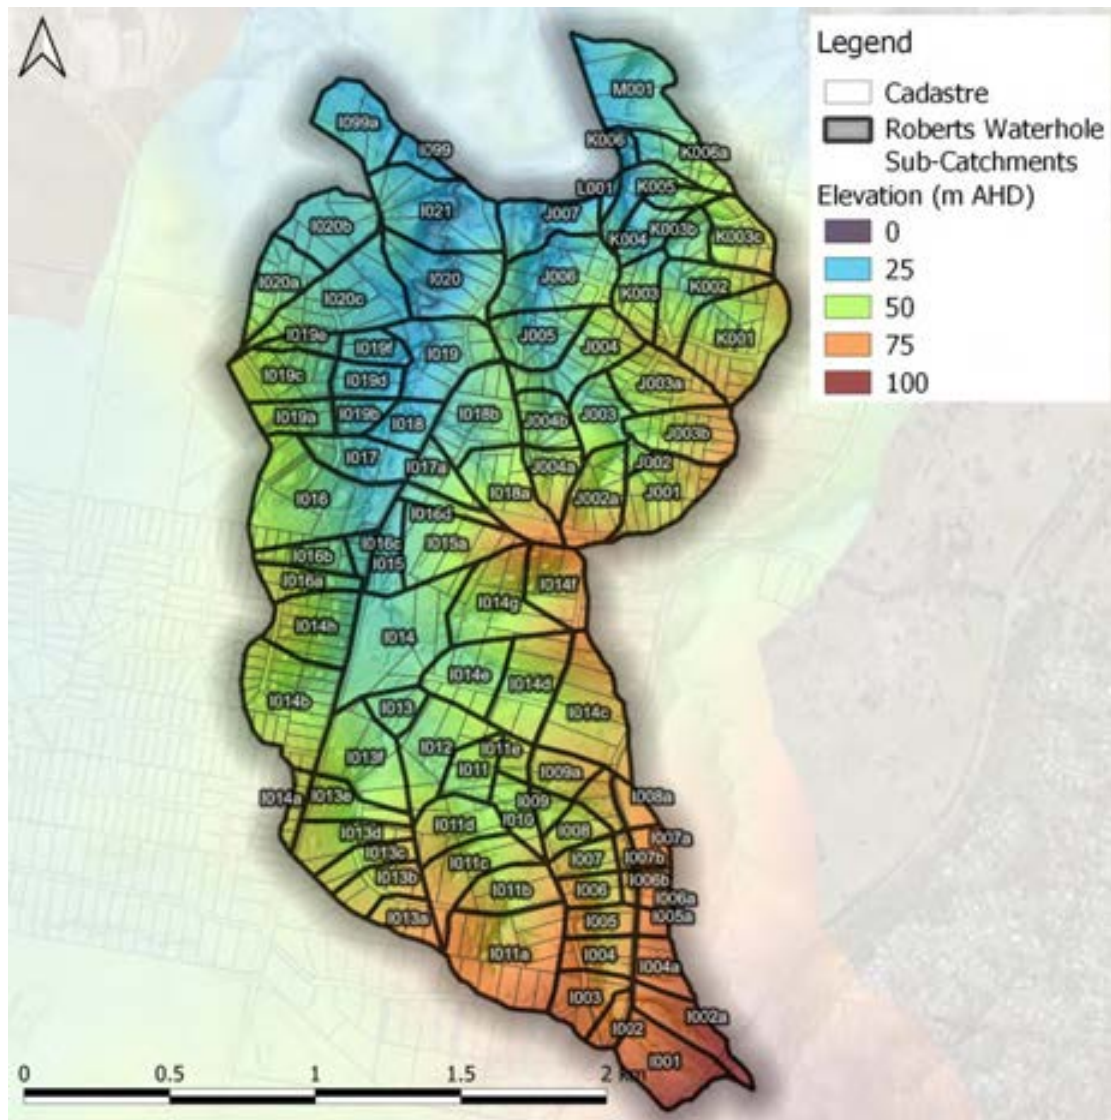 Legend
Cadastre
Roberts Waterhole
Sub-Catchments
Elevation (m AHD)
0
25
50
75
100
M001
I099a
I099
K006
K006a
L001
K005
I021
J007
I020b
K004
K003b
K003c
I020
J006
I020a
I020c
K003
K002
I019e
I019f
I019
J005
J004
K001
I019c
I019d
J003a
I019a
I019b
I018
I018b
J004b
J003
J003b
I017
I017a
J004a
J002
I016
I018a
J002a
J001
I016d
I016c
I015a
I016b
I015
I016a
I014f
I014g
I014h
I014
I014e
I014d
I014b
I013
I014c
I013f
I012
I011e
I011
I009a
I014a
I013e
I009
I008a
I010
I011d
I008
I013d
I007a
I013c
I011c
I007
I007b
I013b
I006b
I011b
I006
I006a
I013a
I005
I005a
I011a
I004
I004a
I003
I002a
I002
I001
0 0.5 1 1.5 2 km